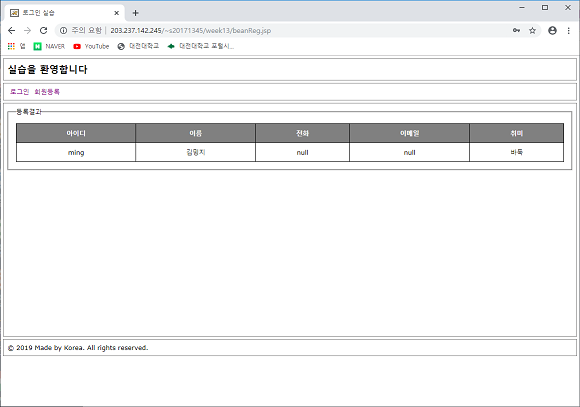 로그인 실습
주의 요함 | 203.237.142.245/~s20171345/week13/beanReg.jsp
앱 NAVER YouTube 대전대학교 대전대학교 포털시...
실습을 환영합니다
로그인 회원등록
등록결과
아이디 이름 전화 이메일 취미
ming 김밍지 null null 바둑
© 2019 Made by Korea. All rights reserved.